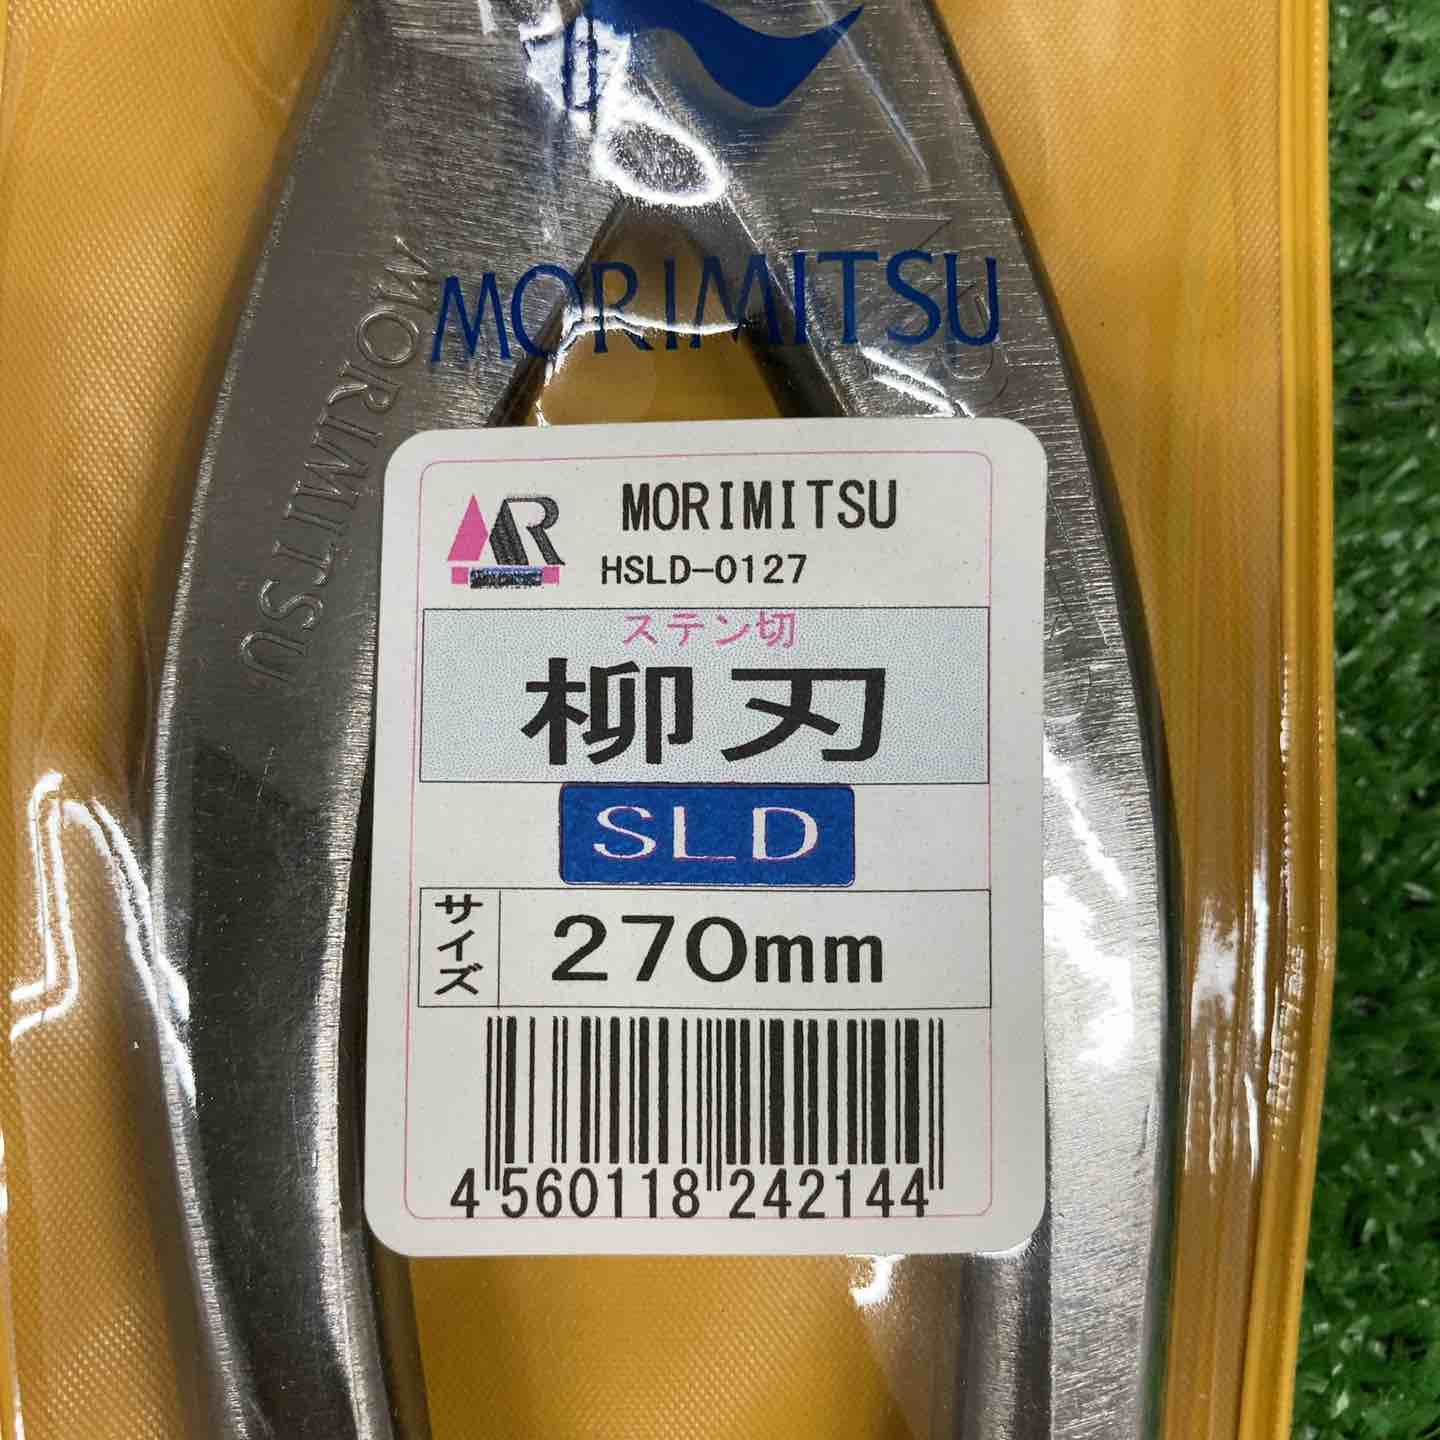 MORIMITSU
MORIMITSU
AR
MORIMITSU
HSLD-0127
ステン切
柳刃
SLD
サイズ
270mm
4 560118 242144